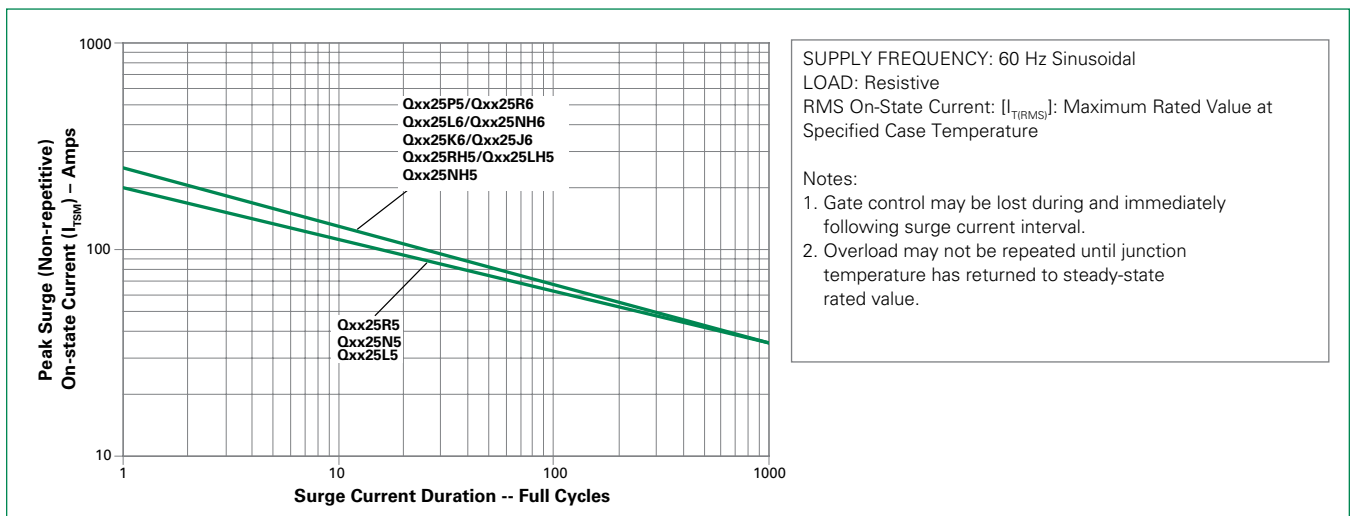 1000
100
10
1
10
100
1000
Peak Surge (Non-repetitive)
On-state Current (I_TSM) – Amps
Surge Current Duration -- Full Cycles
Qxx25P5/Qxx25R6
Qxx25L6/Qxx25NH6
Qxx25K6/Qxx25J6
Qxx25RH5/Qxx25LH5
Qxx25NH5
Qxx25R5
Qxx25N5
Qxx25L5
SUPPLY FREQUENCY: 60 Hz Sinusoidal
LOAD: Resistive
RMS On-State Current: [I_T(RMS)]: Maximum Rated Value at
Specified Case Temperature
Notes:
1. Gate control may be lost during and immediately
following surge current interval.
2. Overload may not be repeated until junction
temperature has returned to steady-state
rated value.